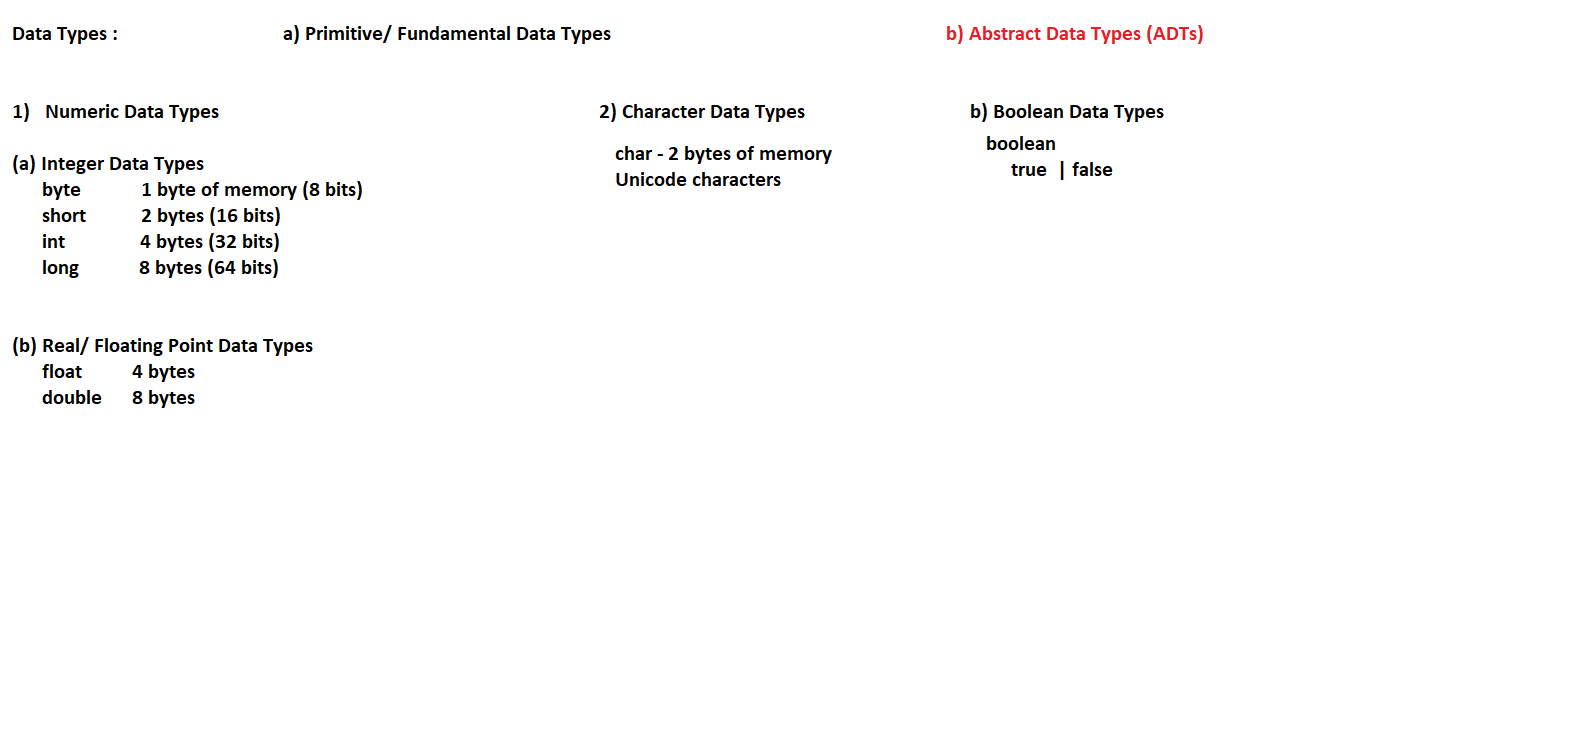 Data Types : a) Primitive/ Fundamental Data Types b) Abstract Data Types (ADTs)
1) Numeric Data Types
(a) Integer Data Types
byte 1 byte of memory (8 bits)
short 2 bytes (16 bits)
int 4 bytes (32 bits)
long 8 bytes (64 bits)
(b) Real/ Floating Point Data Types
float 4 bytes
double 8 bytes
2) Character Data Types
char - 2 bytes of memory
Unicode characters
b) Boolean Data Types
boolean
true | false